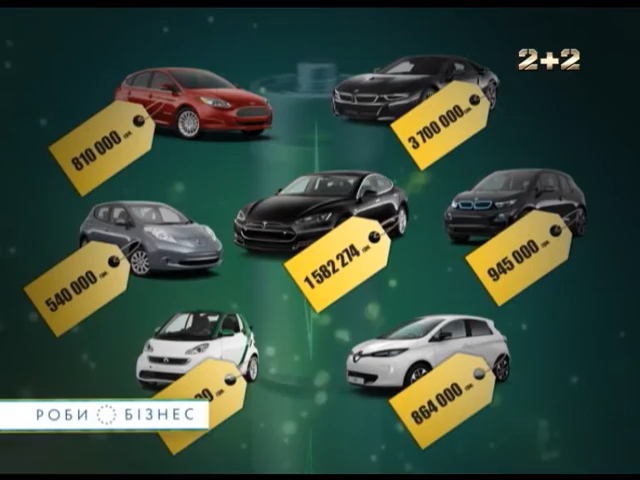 2+2
810 000 грн
3 700 000 грн
540 000 грн
1 582 274 грн
945 000 грн
864 000 грн
РОБИ БІЗНЕС